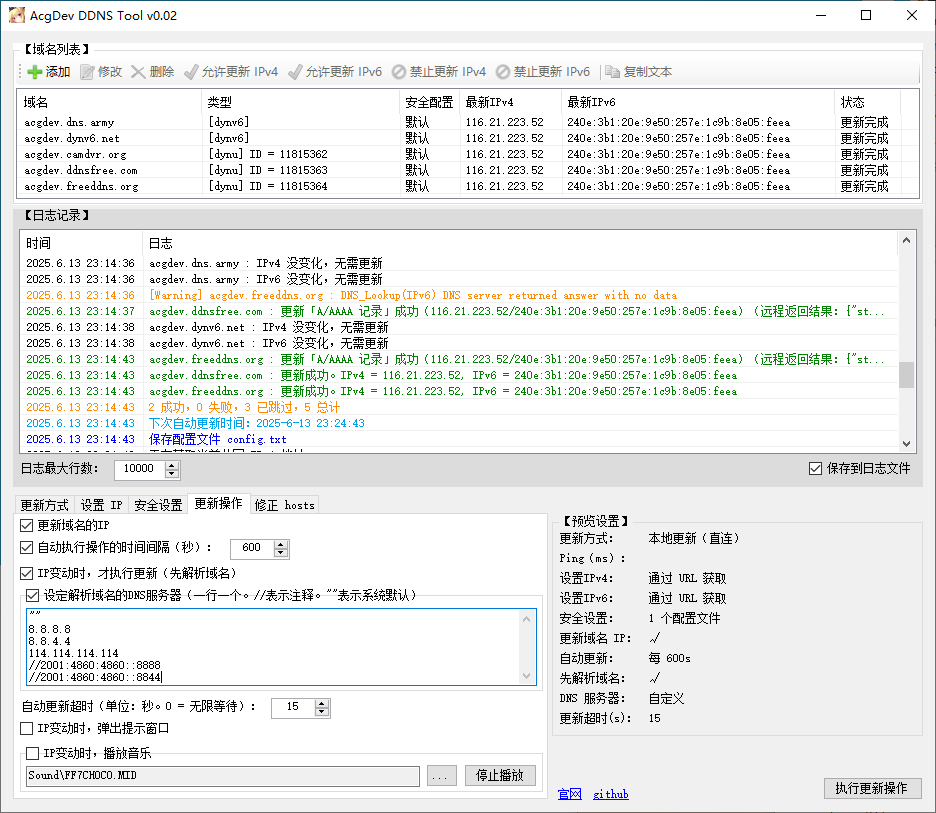 AcgDev DDNS Tool v0.02
【域名列表】
添加 修改 删除 允许更新 IPv4 允许更新 IPv6 禁止更新 IPv4 禁止更新 IPv6 复制文本
域名 类型 安全配置 最新IPv4 最新IPv6 状态
acgdev.dns.army [dynv6] 默认 116.21.223.52 240e:3b1:20e:9e50:257e:1c9b:8e05:feea 更新完成
acgdev.dynv6.net [dynv6] 默认 116.21.223.52 240e:3b1:20e:9e50:257e:1c9b:8e05:feea 更新完成
acgdev.camdvr.org [dynu] ID = 11815362 默认 116.21.223.52 240e:3b1:20e:9e50:257e:1c9b:8e05:feea 更新完成
acgdev.ddnsfree.com [dynu] ID = 11815363 默认 116.21.223.52 240e:3b1:20e:9e50:257e:1c9b:8e05:feea 更新完成
acgdev.freeddns.org [dynu] ID = 11815364 默认 116.21.223.52 240e:3b1:20e:9e50:257e:1c9b:8e05:feea 更新完成
【日志记录】
时间 日志
2025.6.13 23:14:36 acgdev.dns.army : IPv4 没变化，无需更新
2025.6.13 23:14:36 acgdev.dns.army : IPv6 没变化，无需更新
2025.6.13 23:14:36 [Warning] acgdev.freeddns.org : DNS_Lookup(IPv6) DNS server returned answer with no data
2025.6.13 23:14:37 acgdev.ddnsfree.com : 更新「A/AAAA 记录」成功（116.21.223.52/240e:3b1:20e:9e50:257e:1c9b:8e05:feea）（远程返回结果：{"st...
2025.6.13 23:14:38 acgdev.dynv6.net : IPv4 没变化，无需更新
2025.6.13 23:14:38 acgdev.dynv6.net : IPv6 没变化，无需更新
2025.6.13 23:14:43 acgdev.freeddns.org : 更新「A/AAAA 记录」成功（116.21.223.52/240e:3b1:20e:9e50:257e:1c9b:8e05:feea）（远程返回结果：{"st...
2025.6.13 23:14:43 acgdev.ddnsfree.com : 更新成功。IPv4 = 116.21.223.52, IPv6 = 240e:3b1:20e:9e50:257e:1c9b:8e05:feea
2025.6.13 23:14:43 acgdev.freeddns.org : 更新成功。IPv4 = 116.21.223.52, IPv6 = 240e:3b1:20e:9e50:257e:1c9b:8e05:feea
2025.6.13 23:14:43 2 成功，0 失败，3 已跳过，5 总计
2025.6.13 23:14:43 下次自动更新时间：2025-6-13 23:24:43
2025.6.13 23:14:43 保存配置文件 config.txt
日志最大行数： 10000 保存到日志文件
更新方式 设置 IP 安全设置 更新操作 修正 hosts
更新域名的IP
自动执行操作的时间间隔（秒）： 600
IP变动时，才执行更新（先解析域名）
设定解析域名的DNS服务器（一行一个。//表示注释。""表示系统默认）
""
8.8.8.8
8.8.4.4
114.114.114.114
//2001:4860:4860::8888
//2001:4860:4860::8844
自动更新超时（单位：秒。0 = 无限等待）： 15
IP变动时，弹出提示窗口
IP变动时，播放音乐
Sound\FF7CHOCO.MID ... 停止播放
【预览设置】
更新方式： 本地更新（直连）
Ping（ms）：
设置IPv4： 通过 URL 获取
设置IPv6： 通过 URL 获取
安全设置： 1 个配置文件
更新域名 IP： √
自动更新： 每 600s
先解析域名： √
DNS 服务器： 自定义
更新超时(s)： 15
官网 github
执行更新操作